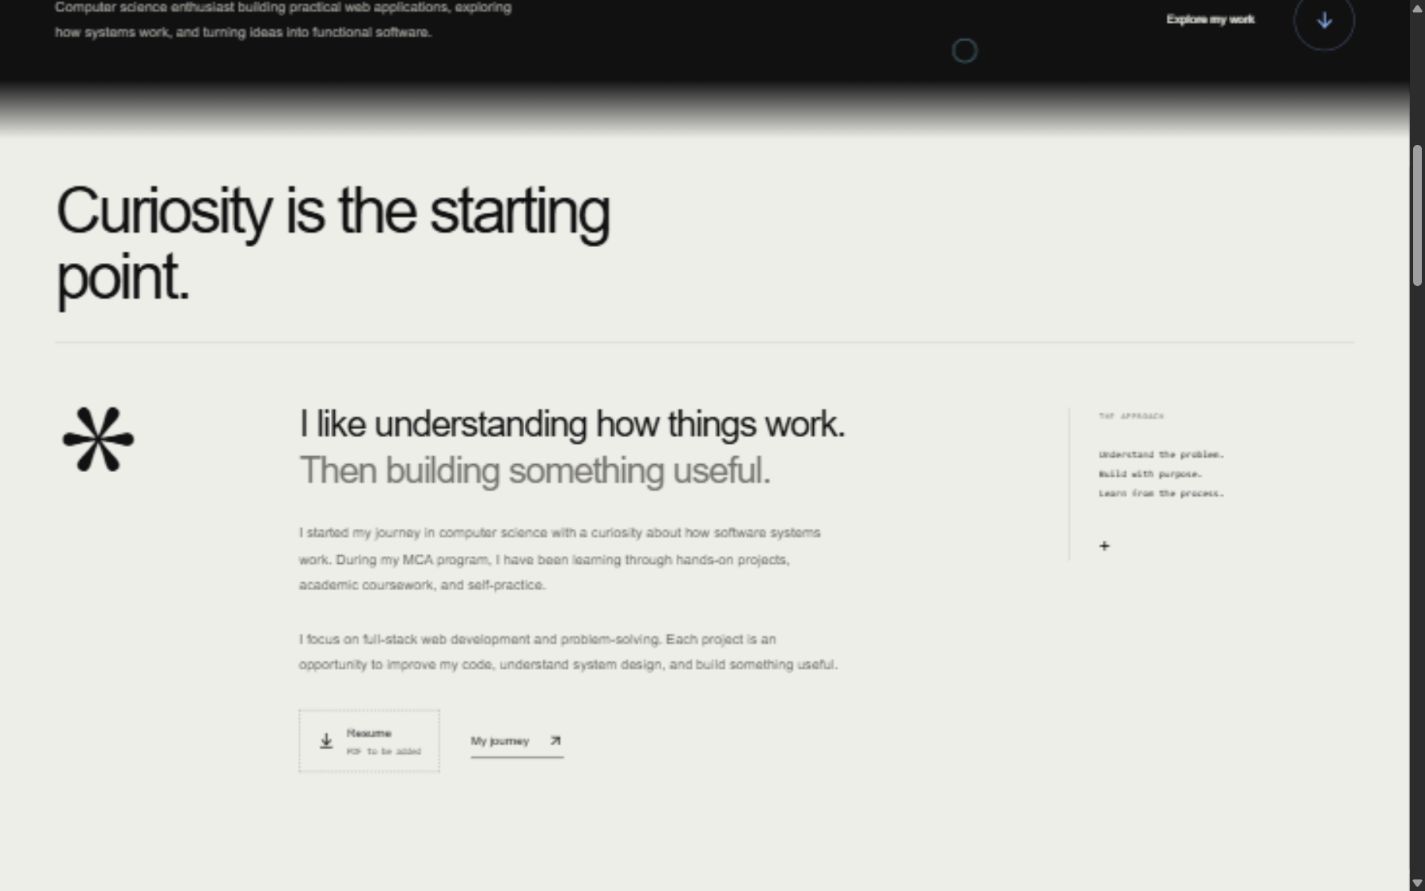 Computer science enthusiast building practical web applications, exploring
how systems work, and turning ideas into functional software.
Explore my work
Curiosity is the starting
point.
I like understanding how things work.
Then building something useful.
I started my journey in computer science with a curiosity about how software systems
work. During my MCA program, I have been learning through hands-on projects,
academic coursework, and self-practice.
I focus on full-stack web development and problem-solving. Each project is an
opportunity to improve my code, understand system design, and build something useful.
Resume
PDF to be added
My journey
THE APPROACH
Understand the problem.
Build with purpose.
Learn from the process.
+